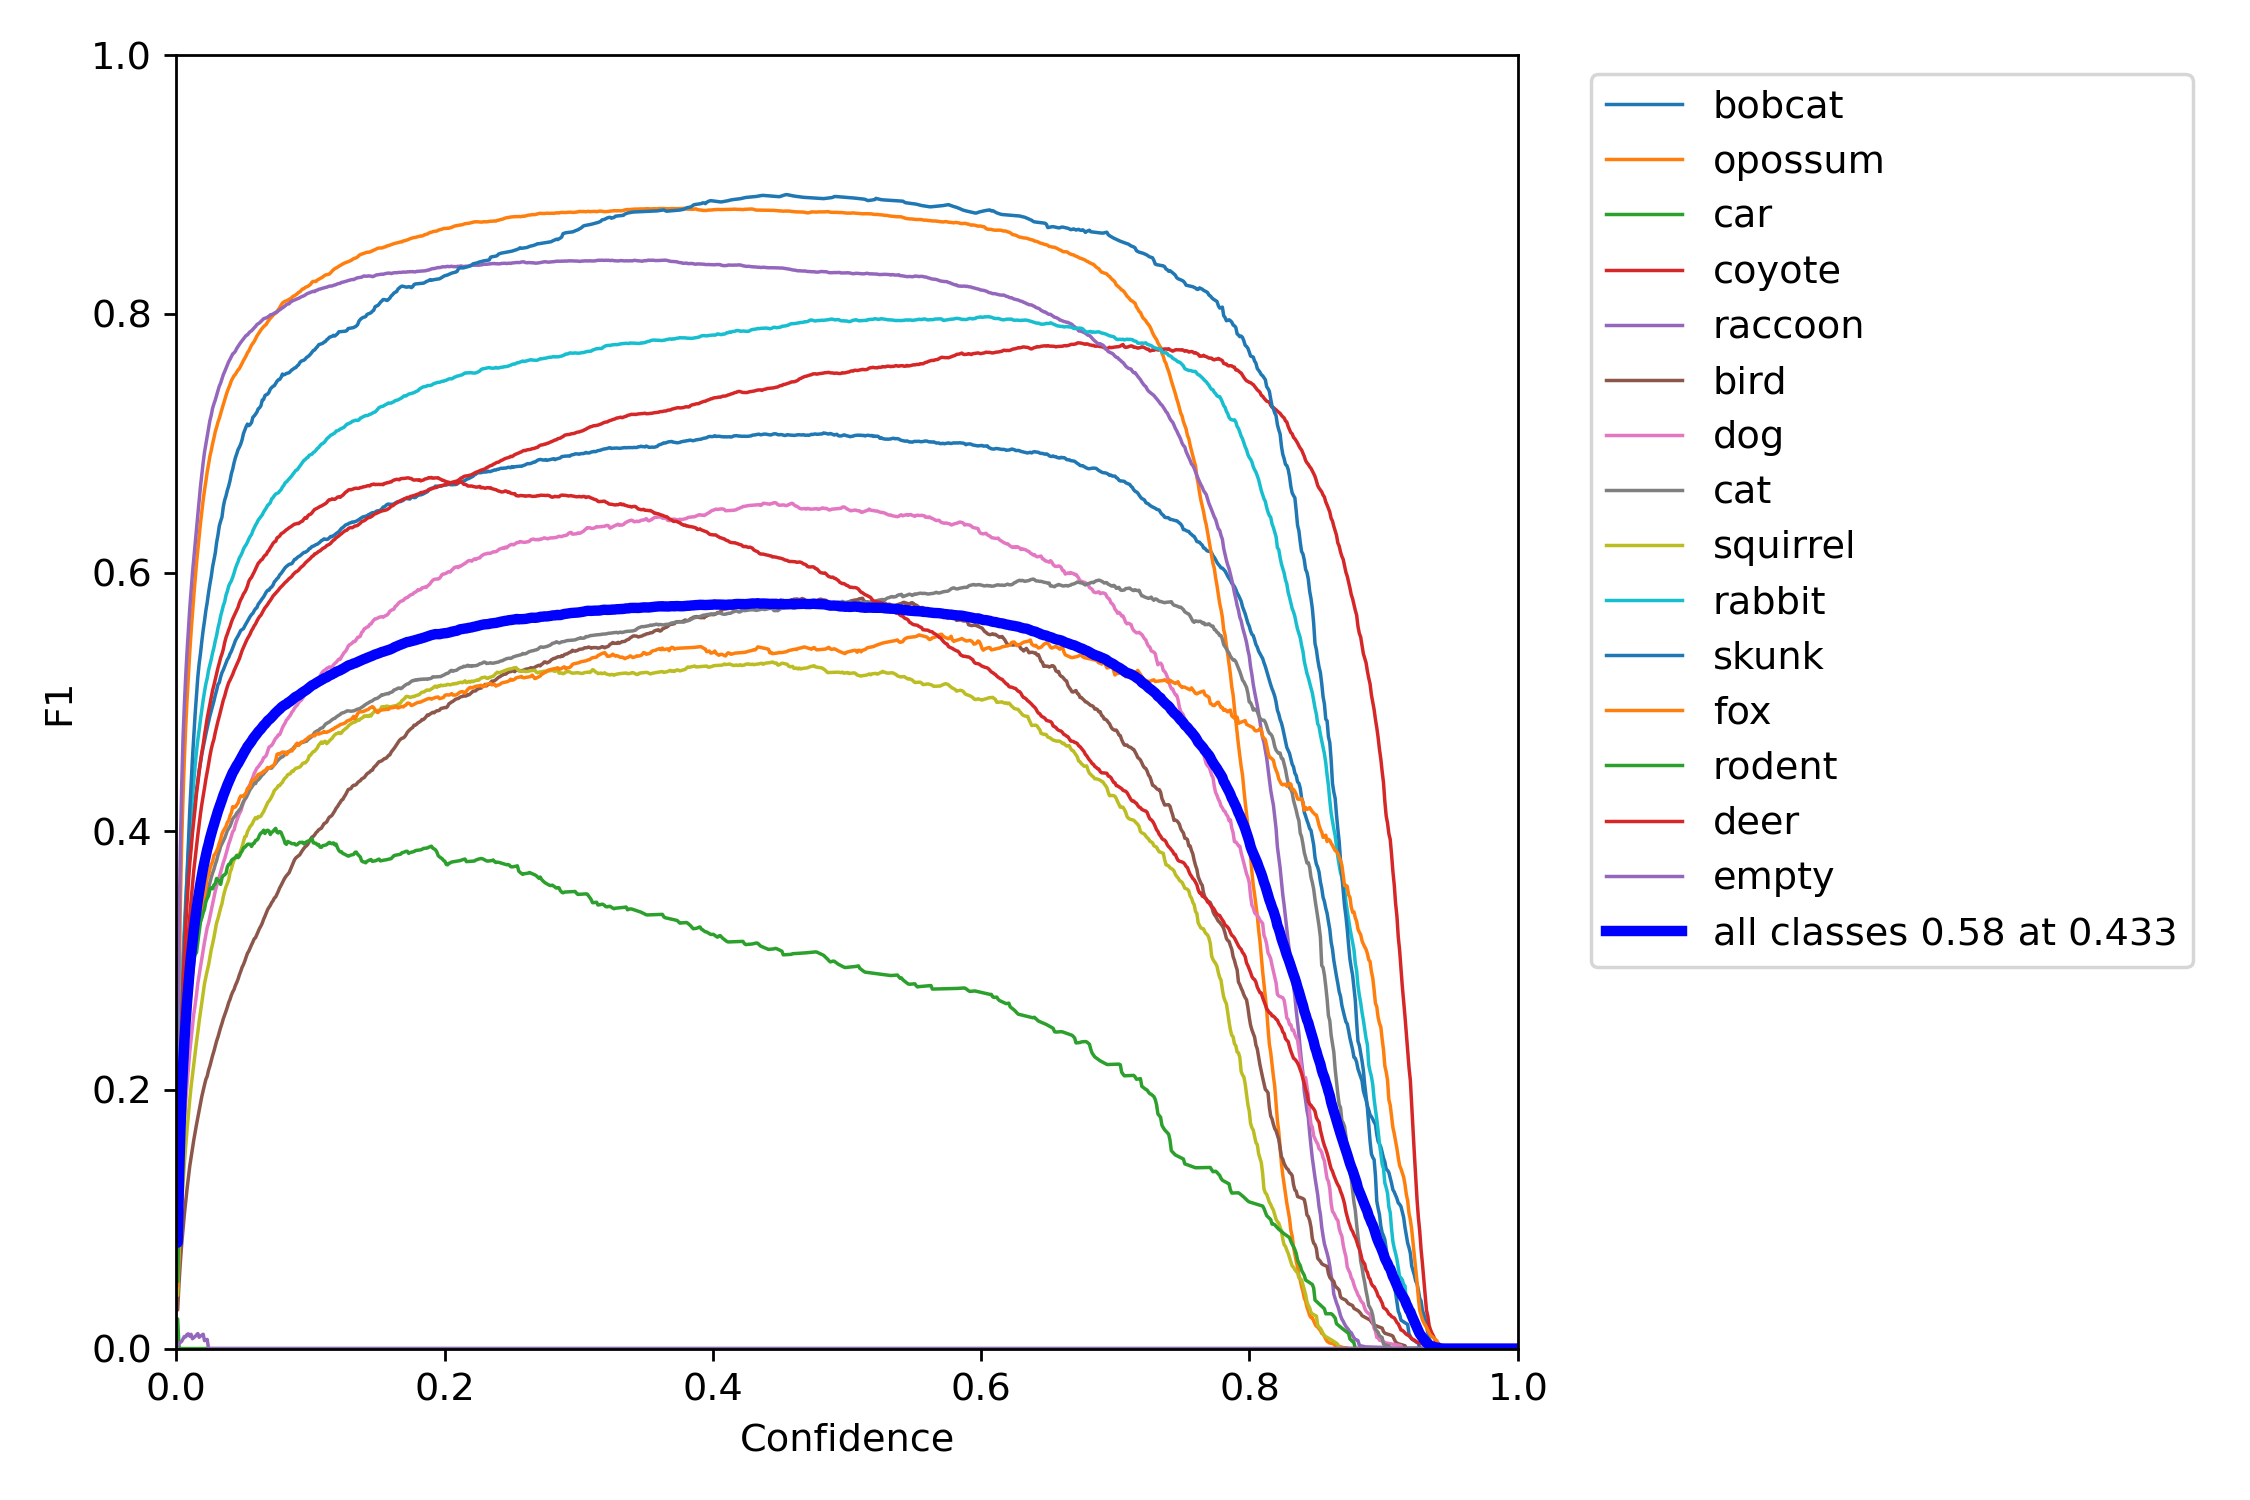 1.0
0.8
0.6
0.4
0.2
0.0
F1
0.0 0.2 0.4 0.6 0.8 1.0
Confidence
bobcat
opossum
car
coyote
raccoon
bird
dog
cat
squirrel
rabbit
skunk
fox
rodent
deer
empty
all classes 0.58 at 0.433